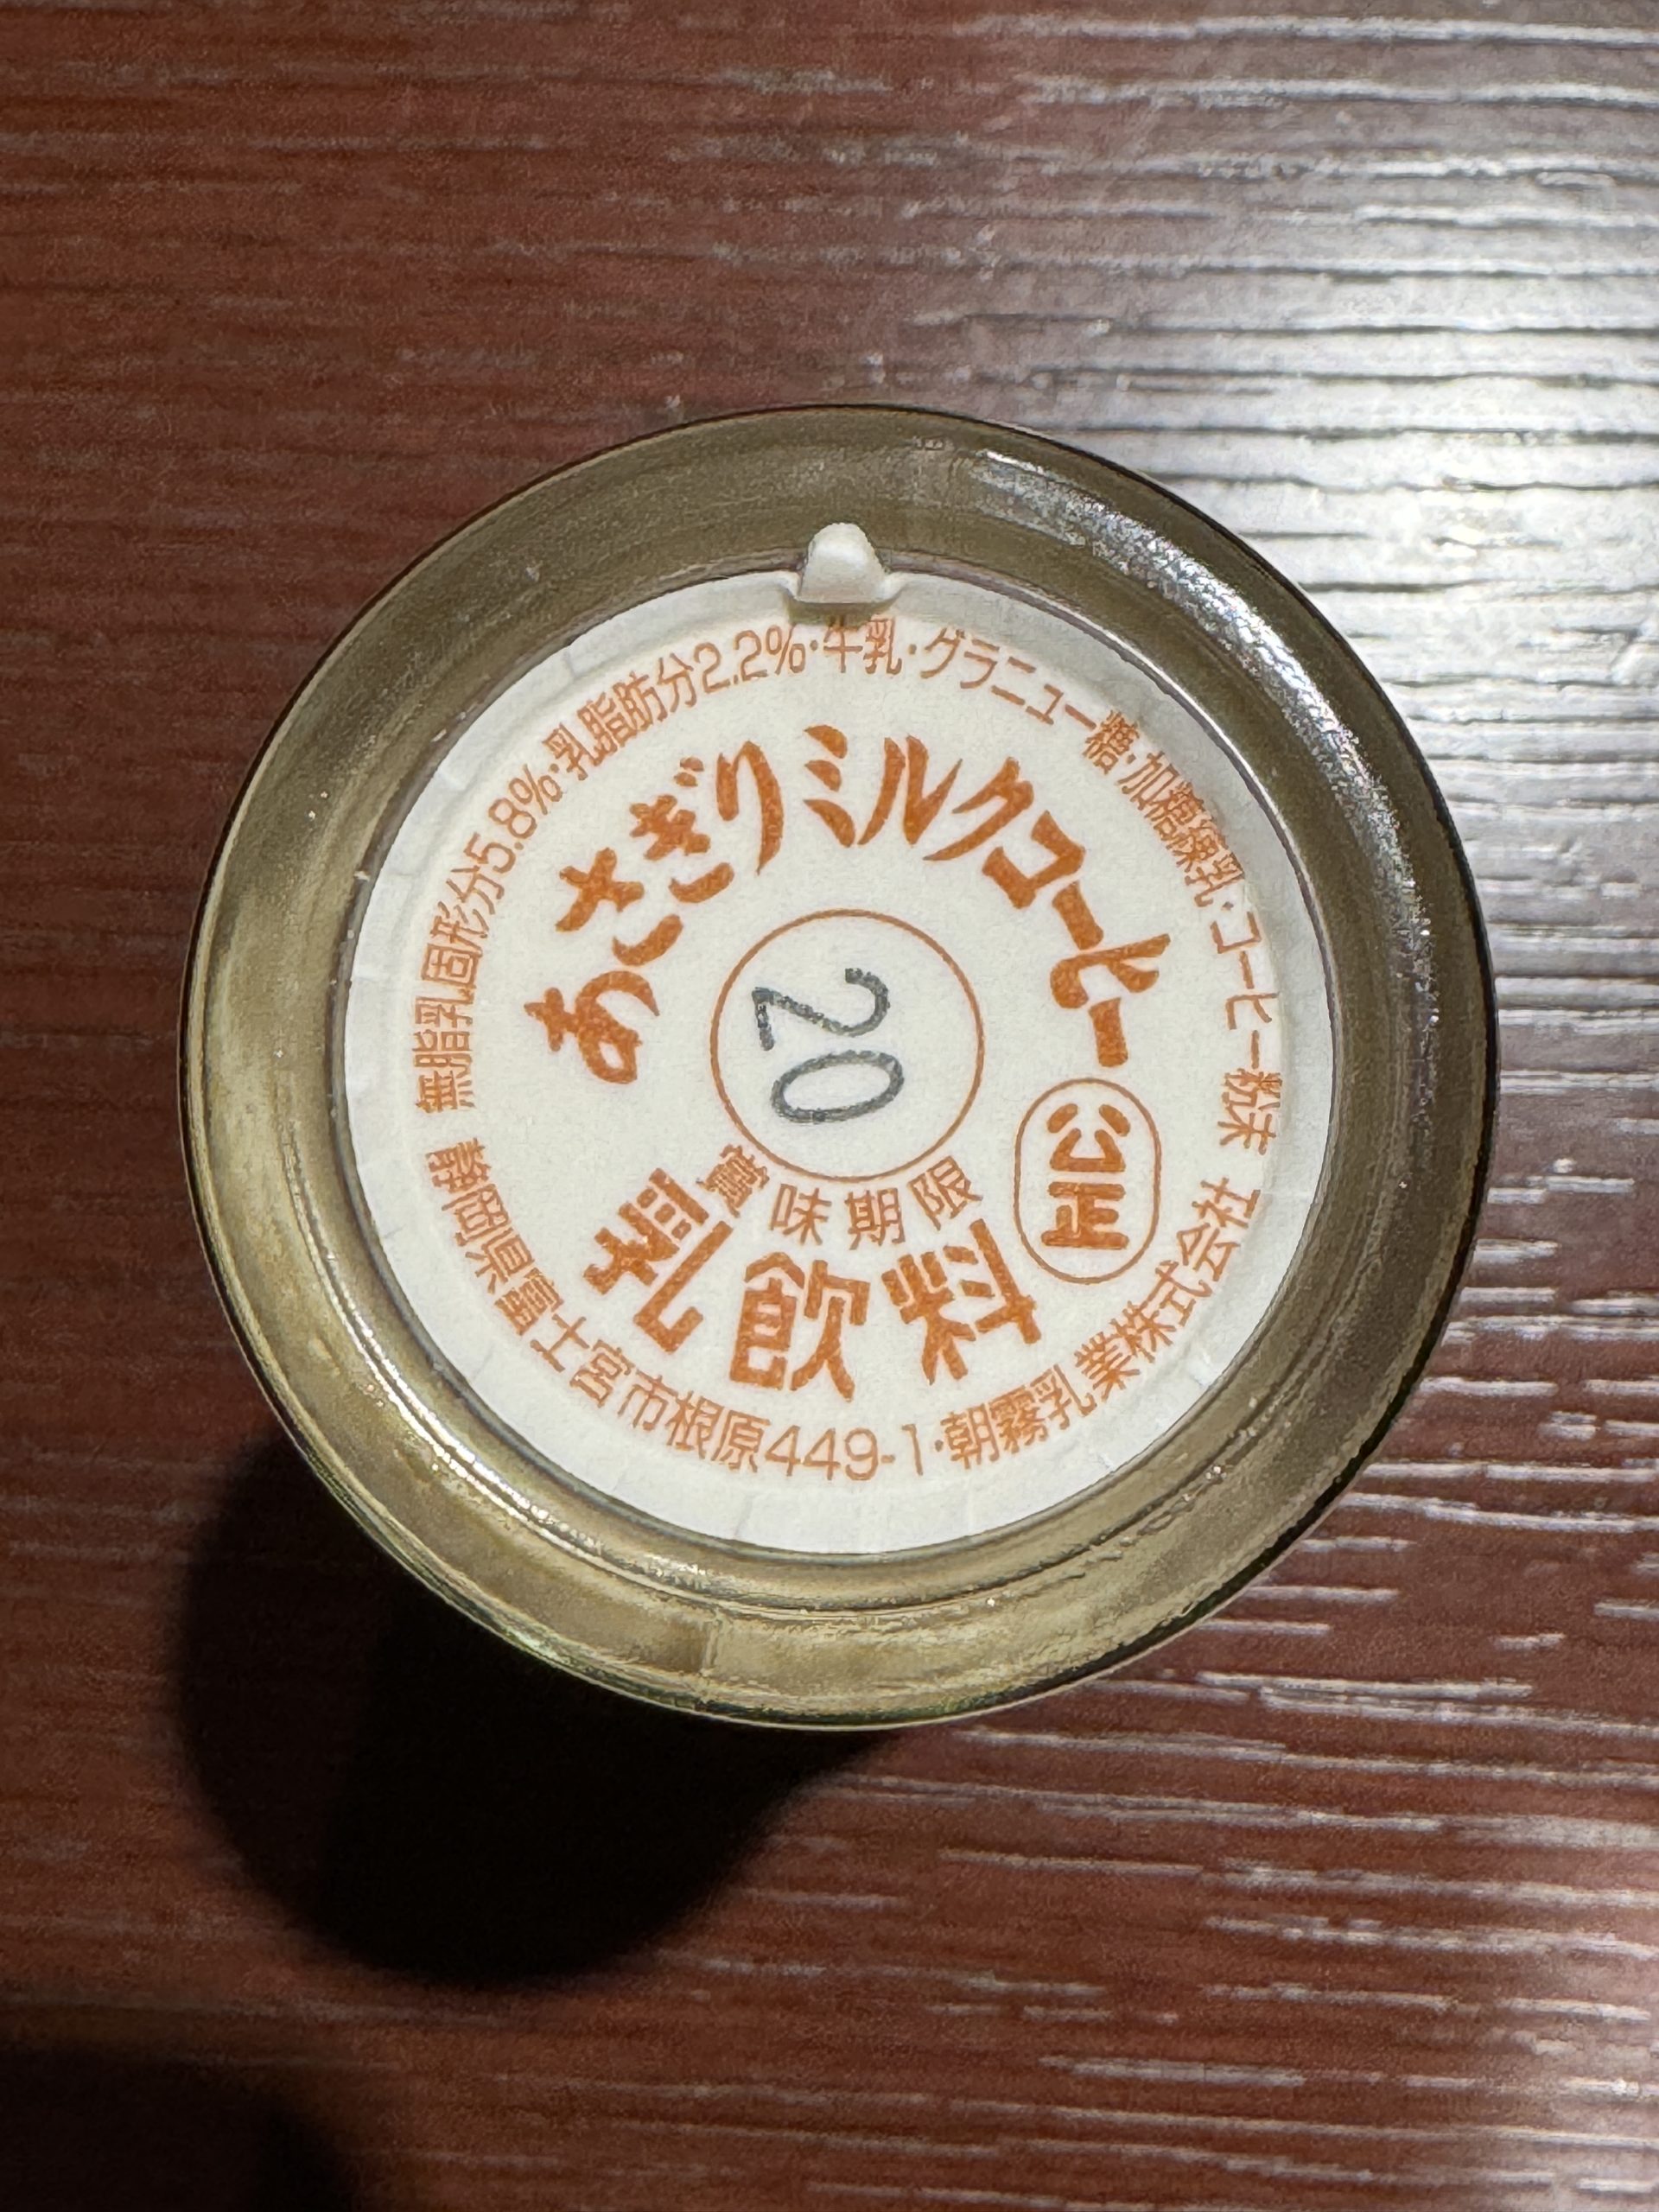 無脂乳固形分5.8%・乳脂肪分2.2%・牛乳・グラニュー糖・加糖練乳・コーヒー粉末
あさぎりミルクコーヒー
20
賞味期限
公正
乳飲料
静岡県富士宮市根原449-1・朝霧乳業株式会社